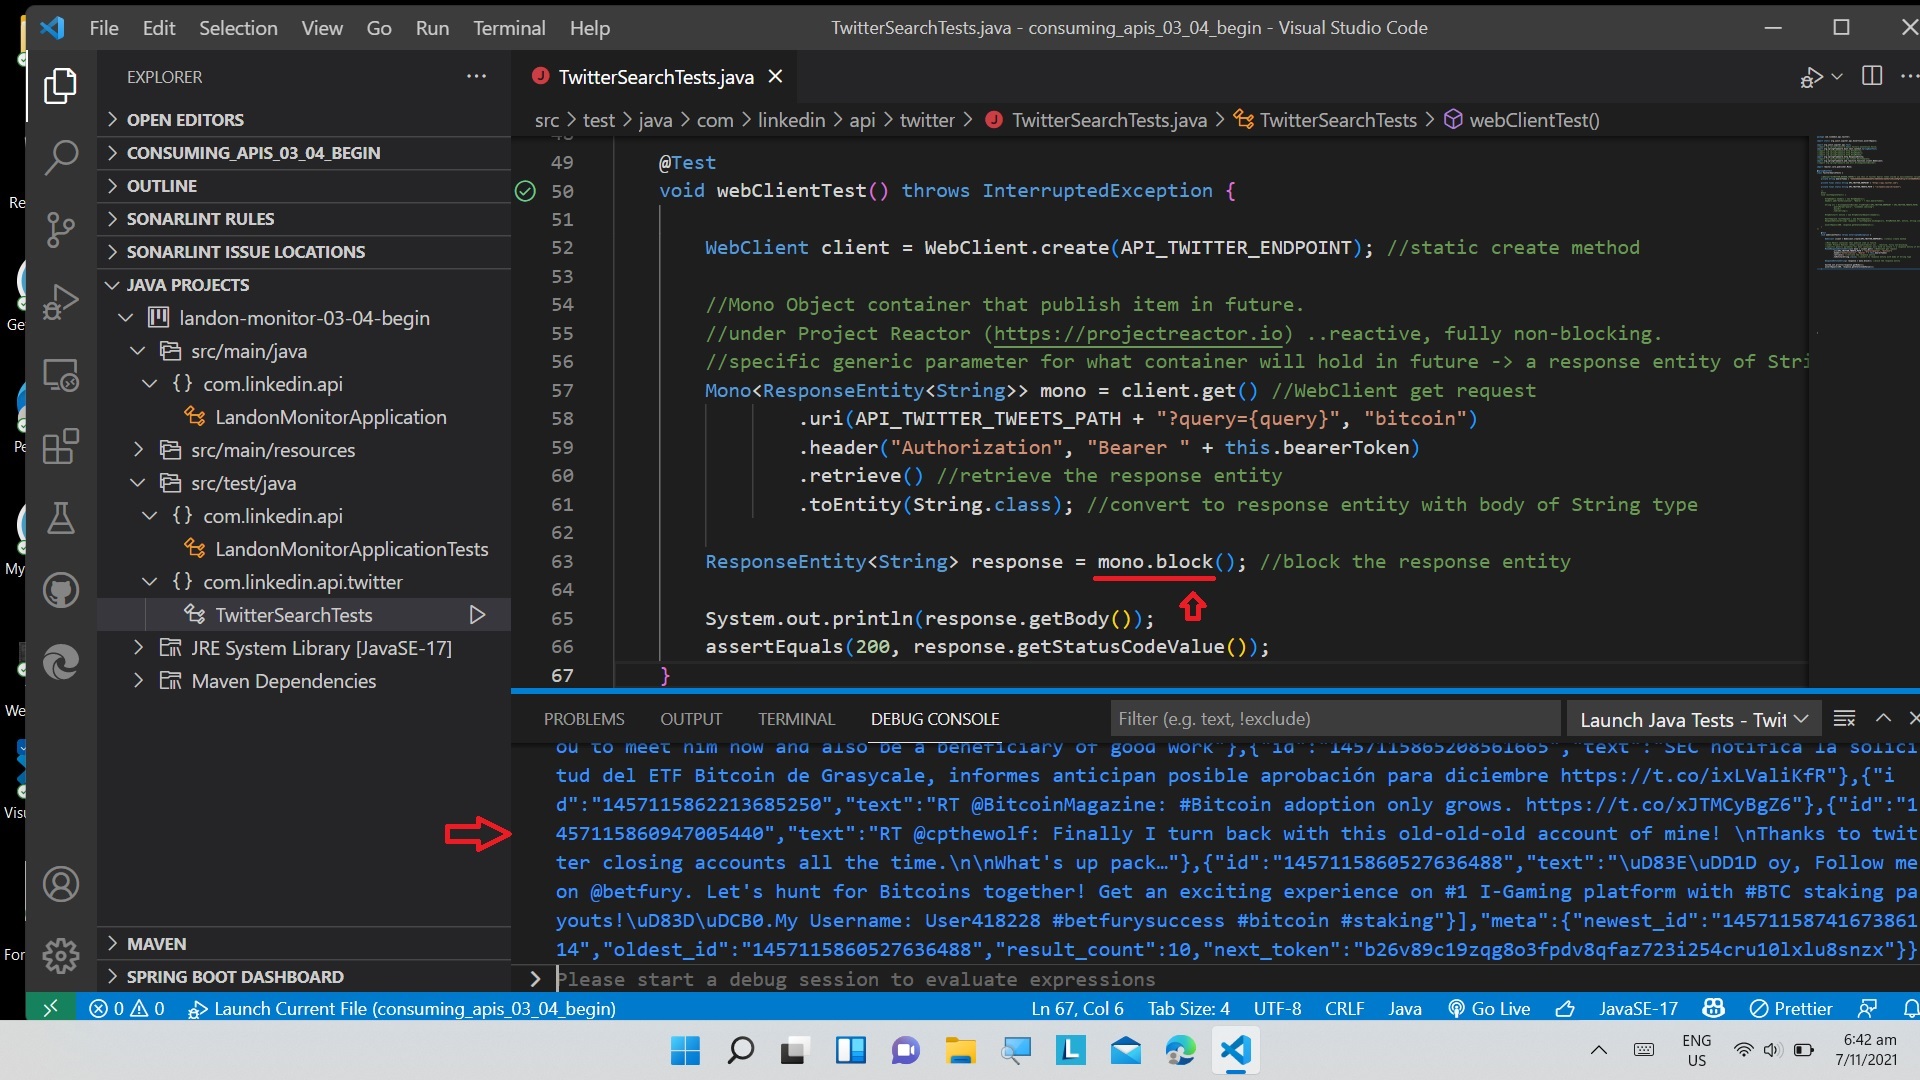 File Edit Selection View Go Run Terminal Help
TwitterSearchTests.java - consuming_apis_03_04_begin - Visual Studio Code
EXPLORER
OPEN EDITORS
CONSUMING_APIS_03_04_BEGIN
OUTLINE
SONARLINT RULES
SONARLINT ISSUE LOCATIONS
JAVA PROJECTS
landon-monitor-03-04-begin
src/main/java
{} com.linkedin.api
LandonMonitorApplication
src/main/resources
src/test/java
{} com.linkedin.api
LandonMonitorApplicationTests
{} com.linkedin.api.twitter
TwitterSearchTests
JRE System Library [JavaSE-17]
Maven Dependencies
MAVEN
SPRING BOOT DASHBOARD
TwitterSearchTests.java
src > test > java > com > linkedin > api > twitter > TwitterSearchTests.java > TwitterSearchTests > webClientTest()
49 @Test
50 void webClientTest() throws InterruptedException {
51
52 WebClient client = WebClient.create(API_TWITTER_ENDPOINT); //static create method
53
54 //Mono Object container that publish item in future.
55 //under Project Reactor (https://projectreactor.io) ..reactive, fully non-blocking.
56 //specific generic parameter for what container will hold in future -> a response entity of Stri
57 Mono<ResponseEntity<String>> mono = client.get() //WebClient get request
58 .uri(API_TWITTER_TWEETS_PATH + "?query={query}", "bitcoin")
59 .header("Authorization", "Bearer " + this.bearerToken)
60 .retrieve() //retrieve the response entity
61 .toEntity(String.class); //convert to response entity with body of String type
62
63 ResponseEntity<String> response = mono.block(); //block the response entity
64
65 System.out.println(response.getBody());
66 assertEquals(200, response.getStatusCodeValue());
67 }
PROBLEMS OUTPUT TERMINAL DEBUG CONSOLE
Filter (e.g. text, !exclude)
Launch Java Tests - Twit
ou to meet him now and also be a beneficiary of good work"},{"id":"1457115865208561665","text":"SEC notifica la solici
tud del ETF Bitcoin de Grasycale, informes anticipan posible aprobación para diciembre https://t.co/ixLValiKfR"},{"i
d":"1457115862213685250","text":"RT @BitcoinMagazine: #Bitcoin adoption only grows. https://t.co/xJTMCyBgZ6"},{"id":"1
457115860947005440","text":"RT @cpthewolf: Finally I turn back with this old-old-old account of mine! \nThanks to twit
ter closing accounts all the time.\n\nWhat's up pack…"},{"id":"1457115860527636488","text":"\uD83E\uDD1D oy, Follow me
on @betfury. Let's hunt for Bitcoins together! Get an exciting experience on #1 I-Gaming platform with #BTC staking pa
youts!\uD83D\uDCB0.My Username: User418228 #betfurysuccess #bitcoin #staking"}],"meta":{"newest_id":"14571158741673861
14","oldest_id":"1457115860527636488","result_count":10,"next_token":"b26v89c19zqg8o3fpdv8qfaz723i254cru10lxlu8snzx"}}
Please start a debug session to evaluate expressions
0 0 Launch Current File (consuming_apis_03_04_begin)
Ln 67, Col 6 Tab Size: 4 UTF-8 CRLF Java Go Live JavaSE-17 Prettier
ENG
US
6:42 am
7/11/2021
Re
Ge
Pe
My
We
Visu
For